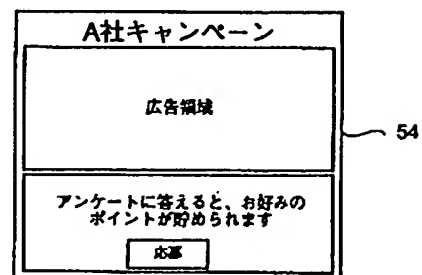 A社キャンペーン
広告領域
54
アンケートに答えると、お好みの
ポイントが貯められます
応募